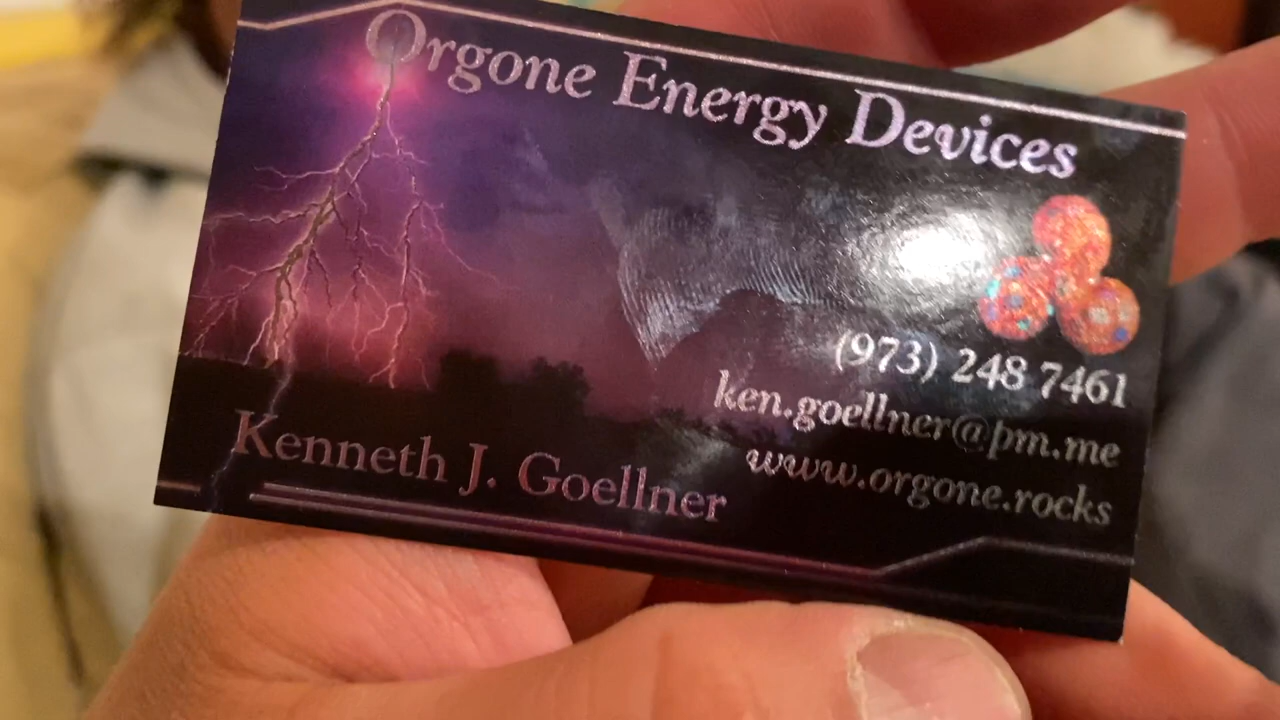 Orgone Energy Devices
(973) 248 7461
ken.goellner@pm.me
www.orgone.rocks
Kenneth J. Goellner